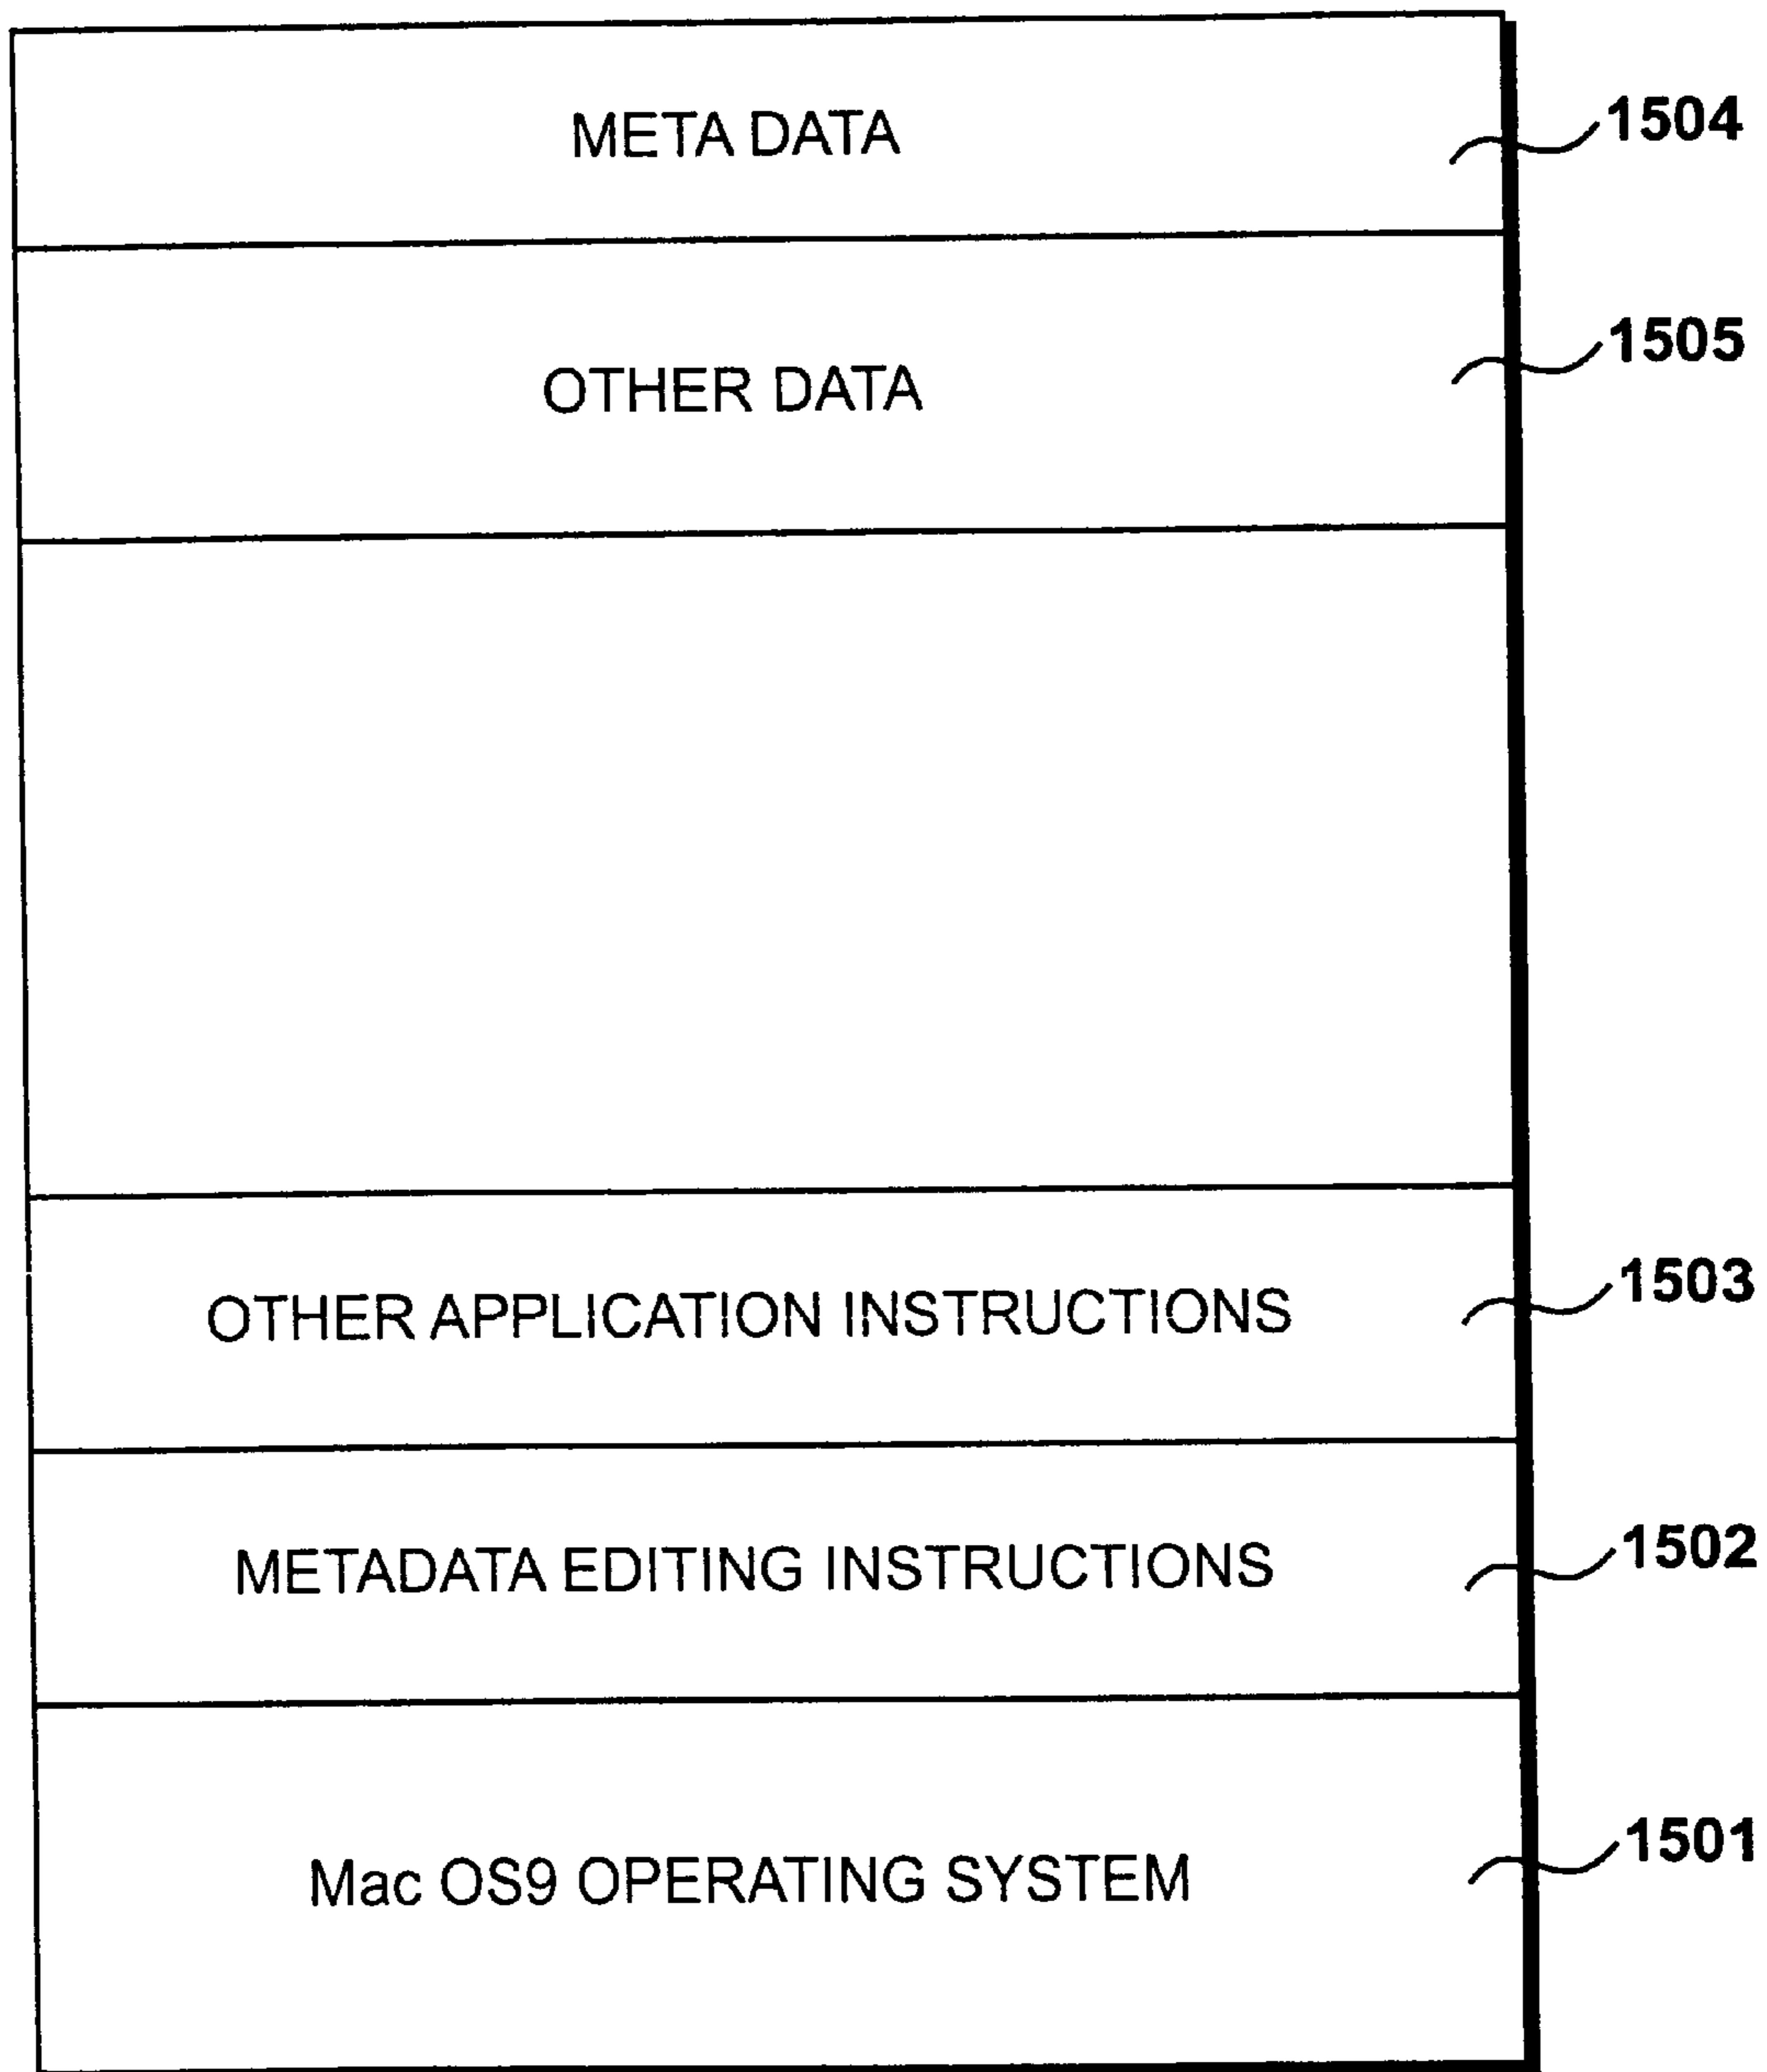 META DATA
1504
OTHER DATA
1505
OTHER APPLICATION INSTRUCTIONS
1503
METADATA EDITING INSTRUCTIONS
1502
Mac OS9 OPERATING SYSTEM
1501